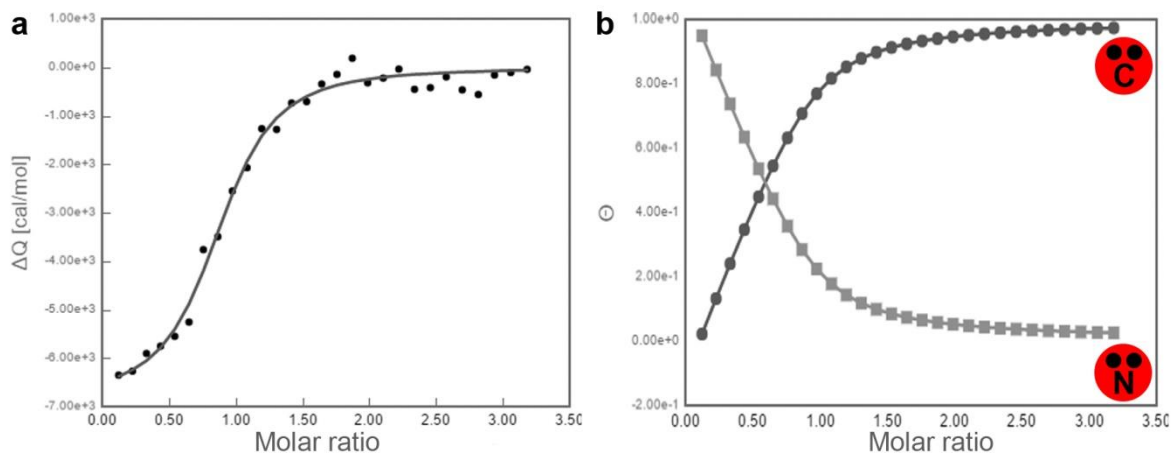 a
1.00e+3
0.00e+3
-1.00e+3
-2.00e+3
-3.00e+3
-4.00e+3
-5.00e+3
-6.00e+3
-7.00e+3
ΔQ [cal/mol]
0.00 0.50 1.00 1.50 2.00 2.50 3.00 3.50
Molar ratio
b
1.00e+0
8.00e-1
6.00e-1
4.00e-1
2.00e-1
0.00e+0
-2.00e-1
Θ
0.00 0.50 1.00 1.50 2.00 2.50 3.00 3.50
Molar ratio
C
N